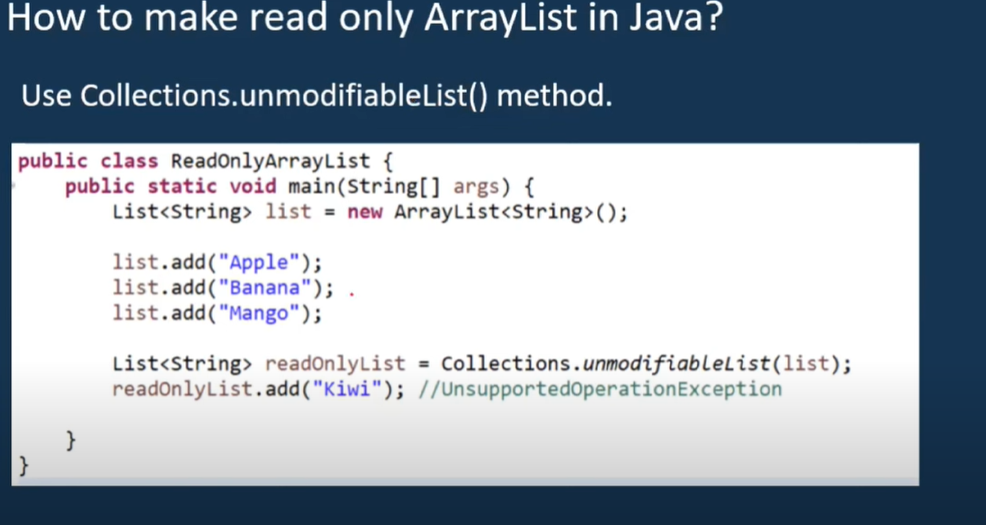 How to make read only ArrayList in Java?
Use Collections.unmodifiableList() method.
public class ReadOnlyArrayList {
public static void main(String[] args) {
List<String> list = new ArrayList<String>();
list.add("Apple");
list.add("Banana");
list.add("Mango");
List<String> readOnlyList = Collections.unmodifiableList(list);
readOnlyList.add("Kiwi"); //UnsupportedOperationException
}
}